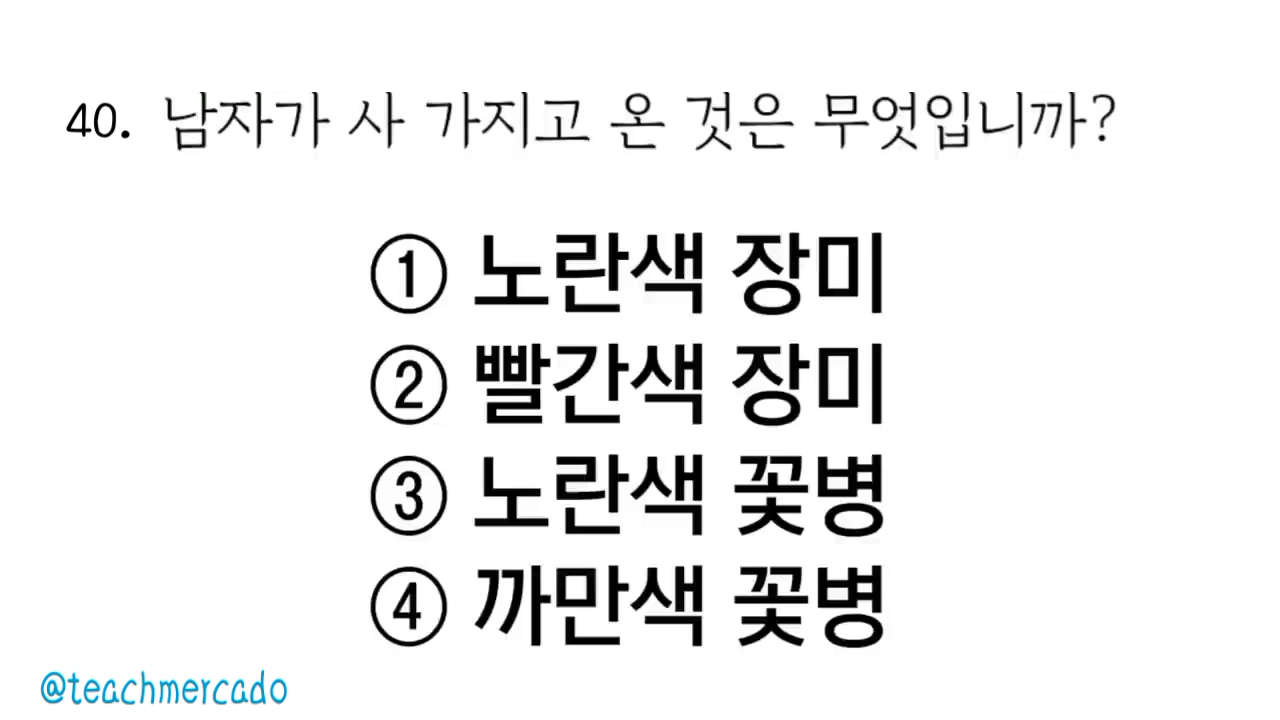 40. 남자가 사 가지고 온 것은 무엇입니까?
① 노란색 장미
② 빨간색 장미
③ 노란색 꽃병
④ 까만색 꽃병
@teachmercado